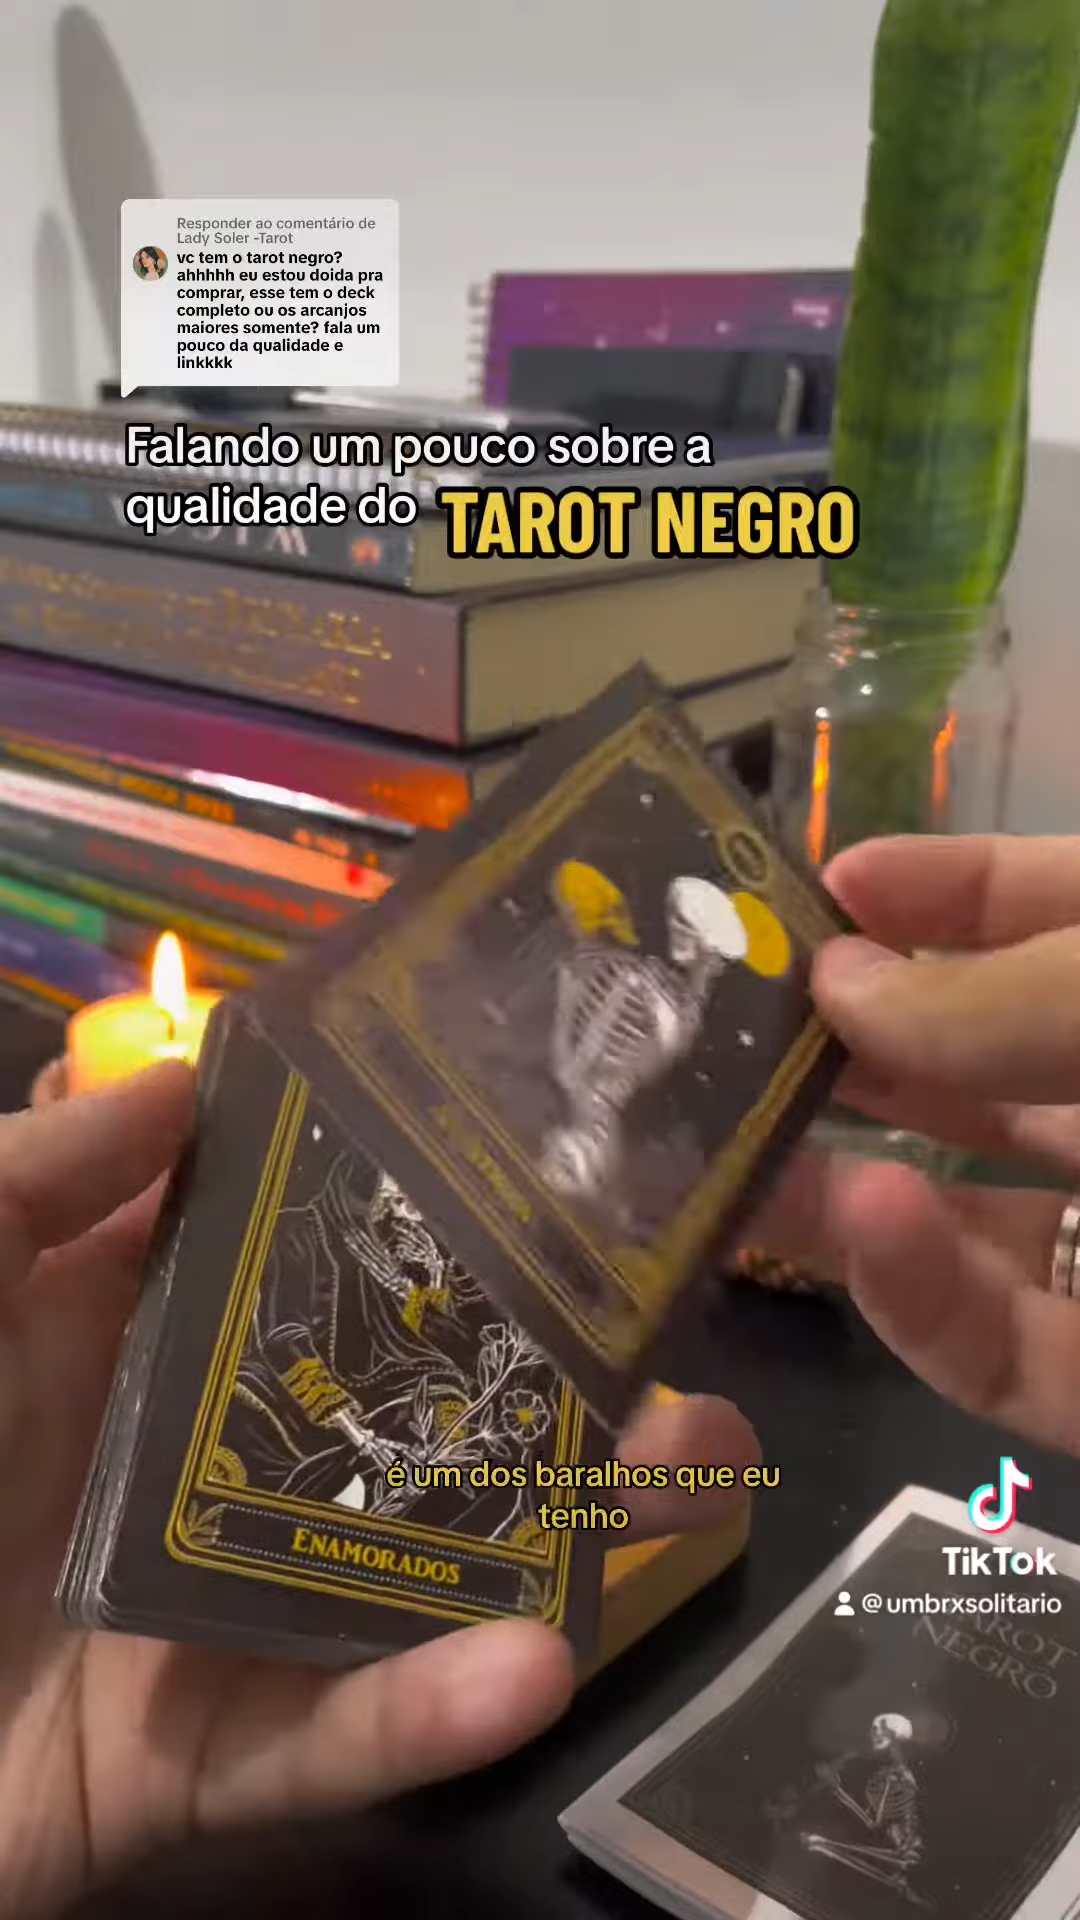 Responder ao comentário de
Lady Soler -Tarot
vc tem o tarot negro?
ahhhhh eu estou doida pra
comprar, esse tem o deck
completo ou os arcanjos
maiores somente? fala um
pouco da qualidade e
linkkkk
Falando um pouco sobre a
qualidade do TAROT NEGRO
é um dos baralhos que eu
tenho
ENAMORADOS
TikTok
@umbrxsolitario
TAROT
NEGRO